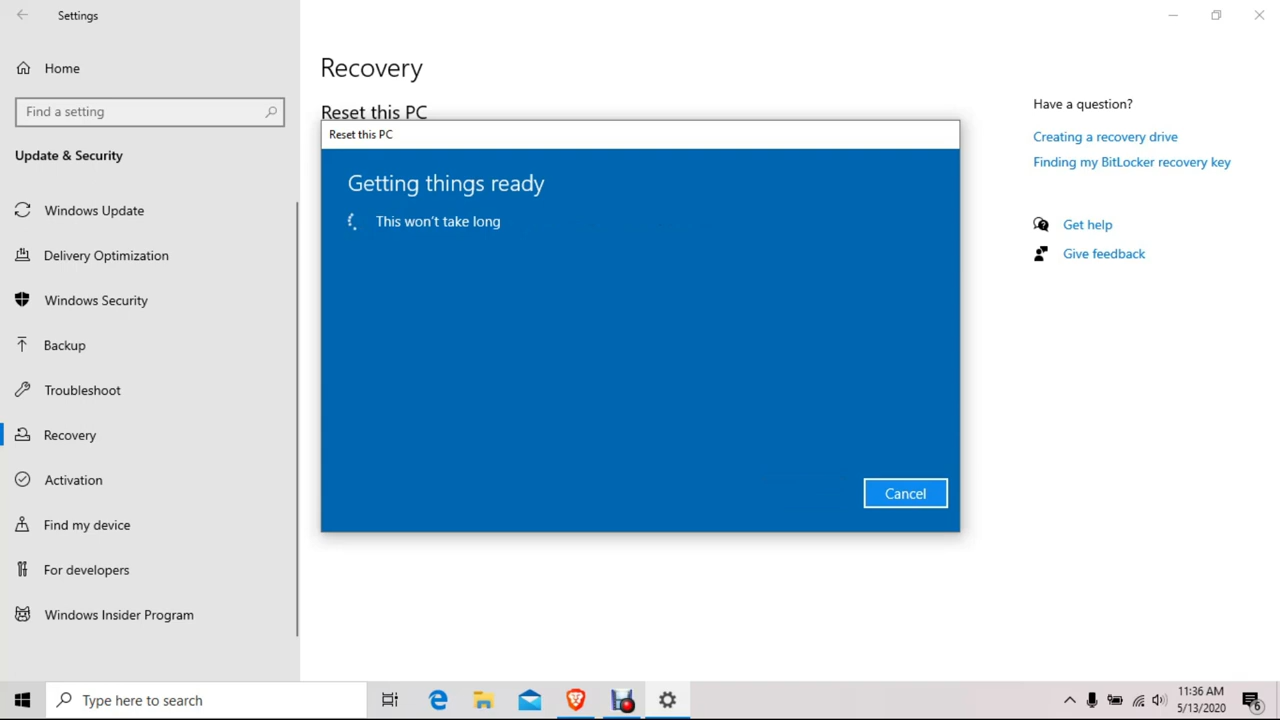 Settings
Home
Find a setting
Update & Security
Windows Update
Delivery Optimization
Windows Security
Backup
Troubleshoot
Recovery
Activation
Find my device
For developers
Windows Insider Program
Recovery
Reset this PC
Reset this PC
Getting things ready
This won't take long
Cancel
Have a question?
Creating a recovery drive
Finding my BitLocker recovery key
Get help
Give feedback
Type here to search
11:36 AM
5/13/2020
6